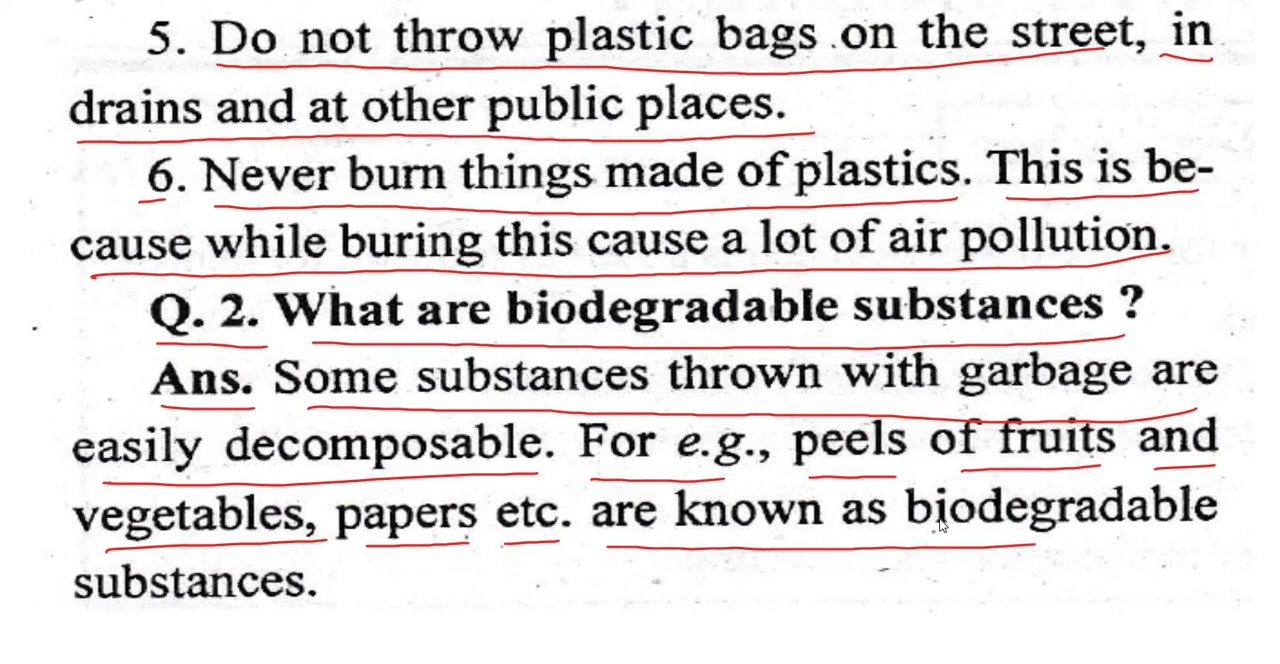 5. Do not throw plastic bags on the street, in
drains and at other public places.
6. Never burn things made of plastics. This is be-
cause while buring this cause a lot of air pollution.
Q. 2. What are biodegradable substances ?
Ans. Some substances thrown with garbage are
easily decomposable. For e.g., peels of fruits and
vegetables, papers etc. are known as biodegradable
substances.